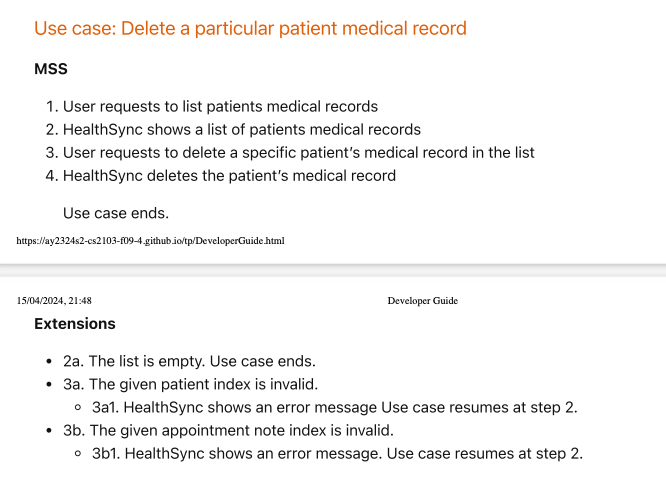 Use case: Delete a particular patient medical record
MSS
1. User requests to list patients medical records
2. HealthSync shows a list of patients medical records
3. User requests to delete a specific patient’s medical record in the list
4. HealthSync deletes the patient’s medical record
Use case ends.
https://ay2324s2-cs2103-f09-4.github.io/tp/DeveloperGuide.html
15/04/2024, 21:48 Developer Guide
Extensions
• 2a. The list is empty. Use case ends.
• 3a. The given patient index is invalid.
◦ 3a1. HealthSync shows an error message Use case resumes at step 2.
• 3b. The given appointment note index is invalid.
◦ 3b1. HealthSync shows an error message. Use case resumes at step 2.